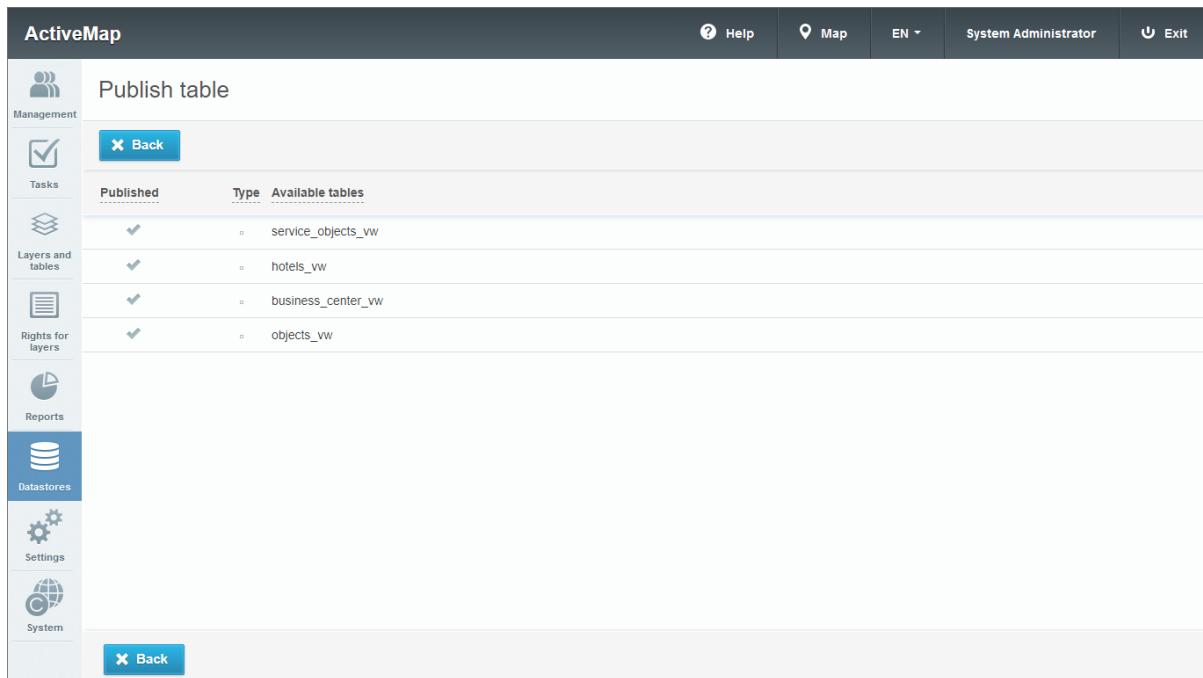 ActiveMap
Help Map EN System Administrator Exit
Management
Tasks
Layers and
tables
Rights for
layers
Reports
Datastores
Settings
System
Publish table
Back
Published Type Available tables
service_objects_vw
hotels_vw
business_center_vw
objects_vw
Back